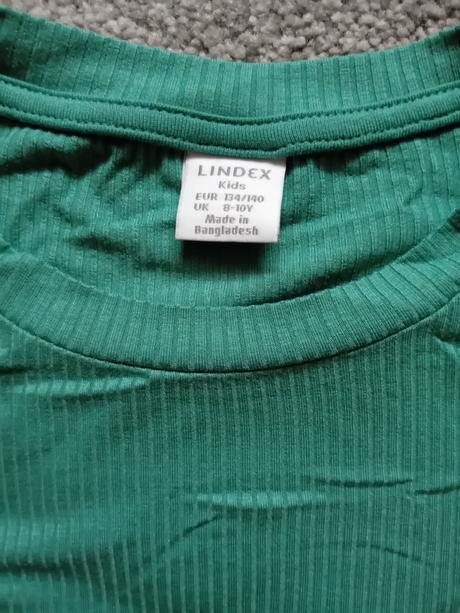 LINDEX
Kids
EUR 134/140
UK 8-10Y
Made in
Bangladesh